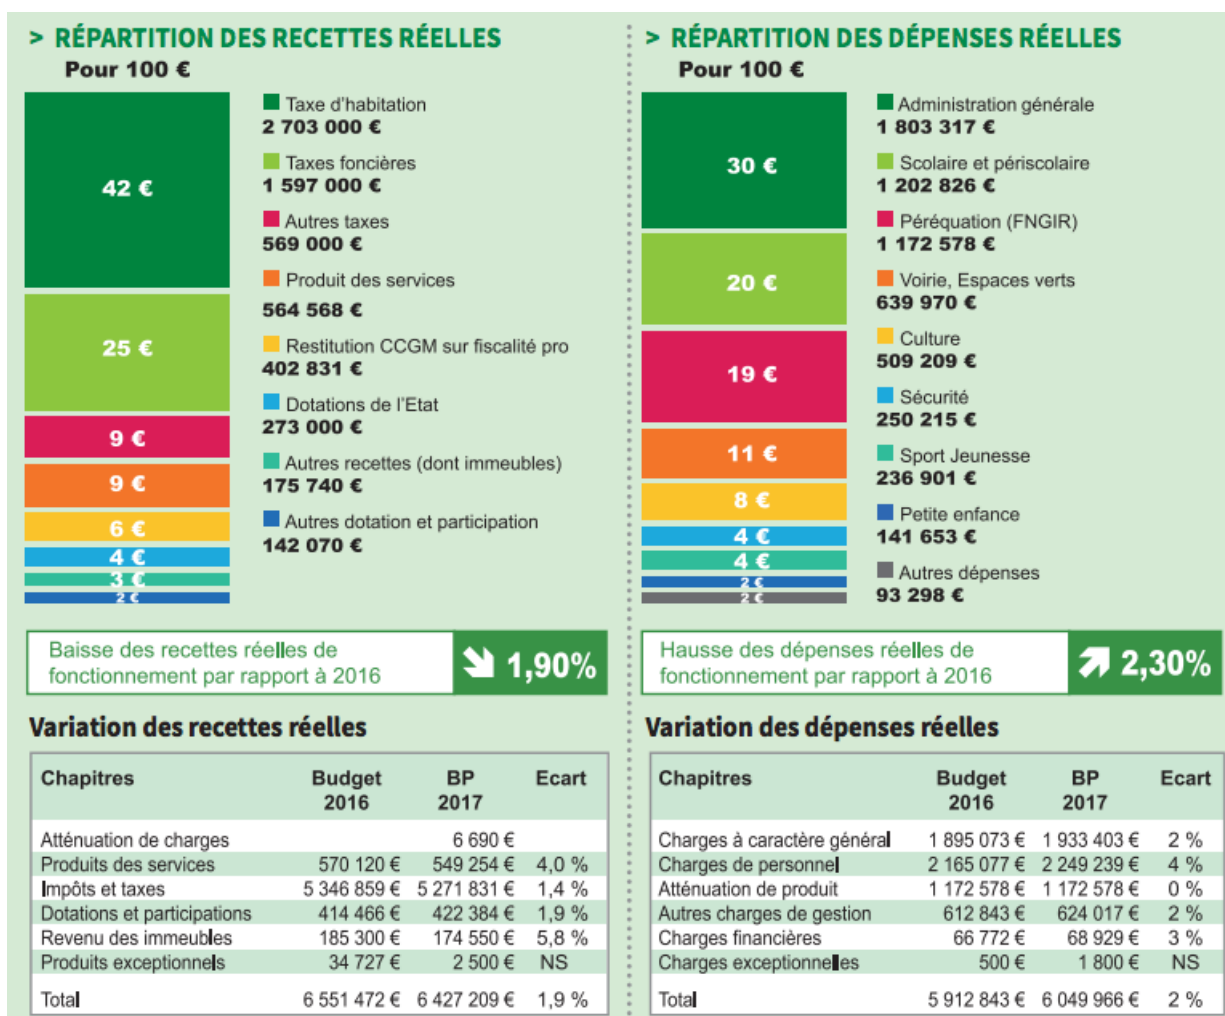 > RÉPARTITION DES RECETTES RÉELLES
Pour 100 €
42 €
25 €
9 €
9 €
6 €
4 €
3 €
2 €
Taxe d'habitation
2 703 000 €
Taxes foncières
1 597 000 €
Autres taxes
569 000 €
Produit des services
564 568 €
Restitution CCGM sur fiscalité pro
402 831 €
Dotations de l'Etat
273 000 €
Autres recettes (dont immeubles)
175 740 €
Autres dotation et participation
142 070 €
Baisse des recettes réelles de
fonctionnement par rapport à 2016
1,90%
Variation des recettes réelles
Chapitres Budget 2016 BP 2017 Ecart
Atténuation de charges 6 690 €
Produits des services 570 120 € 549 254 € 4,0 %
Impôts et taxes 5 346 859 € 5 271 831 € 1,4 %
Dotations et participations 414 466 € 422 384 € 1,9 %
Revenu des immeubles 185 300 € 174 550 € 5,8 %
Produits exceptionnels 34 727 € 2 500 € NS
Total 6 551 472 € 6 427 209 € 1,9 %
> RÉPARTITION DES DÉPENSES RÉELLES
Pour 100 €
30 €
20 €
19 €
11 €
8 €
4 €
4 €
2 €
2 €
Administration générale
1 803 317 €
Scolaire et périscolaire
1 202 826 €
Péréquation (FNGIR)
1 172 578 €
Voirie, Espaces verts
639 970 €
Culture
509 209 €
Sécurité
250 215 €
Sport Jeunesse
236 901 €
Petite enfance
141 653 €
Autres dépenses
93 298 €
Hausse des dépenses réelles de
fonctionnement par rapport à 2016
2,30%
Variation des dépenses réelles
Chapitres Budget 2016 BP 2017 Ecart
Charges à caractère général 1 895 073 € 1 933 403 € 2 %
Charges de personnel 2 165 077 € 2 249 239 € 4 %
Atténuation de produit 1 172 578 € 1 172 578 € 0 %
Autres charges de gestion 612 843 € 624 017 € 2 %
Charges financières 66 772 € 68 929 € 3 %
Charges exceptionnelles 500 € 1 800 € NS
Total 5 912 843 € 6 049 966 € 2 %